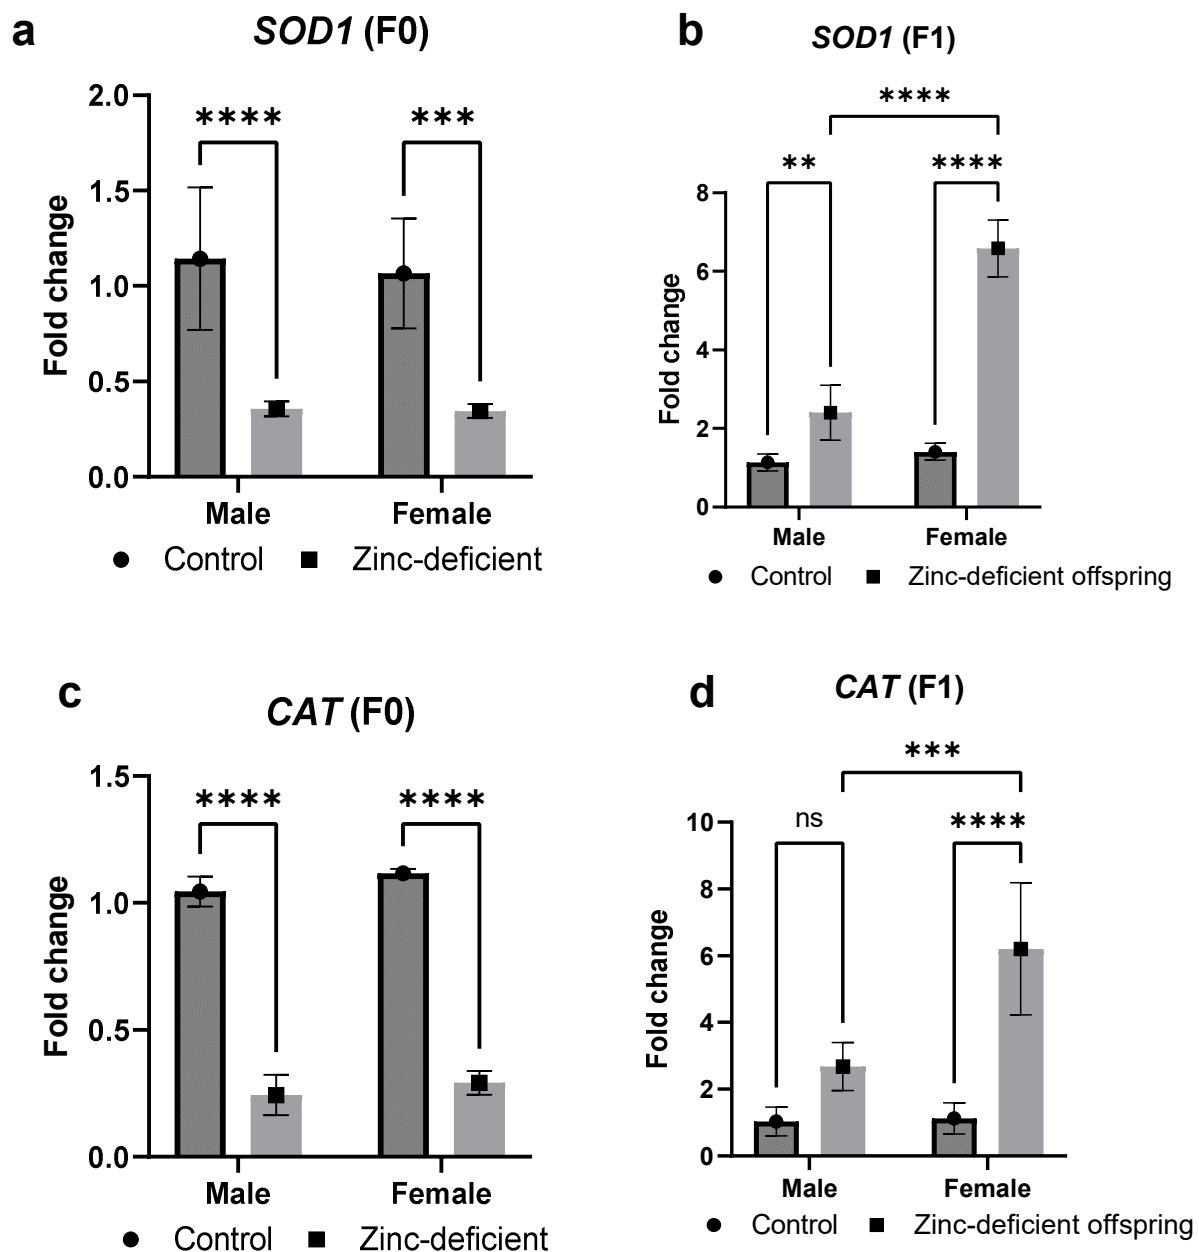 a
SOD1 (F0)
2.0
1.5
1.0
0.5
0.0
Fold change
**** ***
Male Female
Control Zinc-deficient
b
SOD1 (F1)
****
** ****
8
6
4
2
0
Fold change
Male Female
Control Zinc-deficient offspring
c
CAT (F0)
1.5
1.0
0.5
0.0
Fold change
**** ****
Male Female
Control Zinc-deficient
d
CAT (F1)
***
ns ****
10
8
6
4
2
0
Fold change
Male Female
Control Zinc-deficient offspring